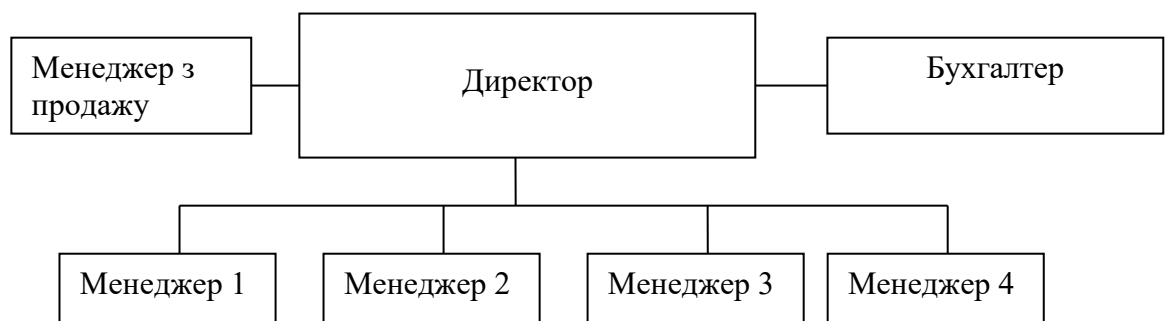 Менеджер з
продажу
Директор
Бухгалтер
Менеджер 1
Менеджер 2
Менеджер 3
Менеджер 4